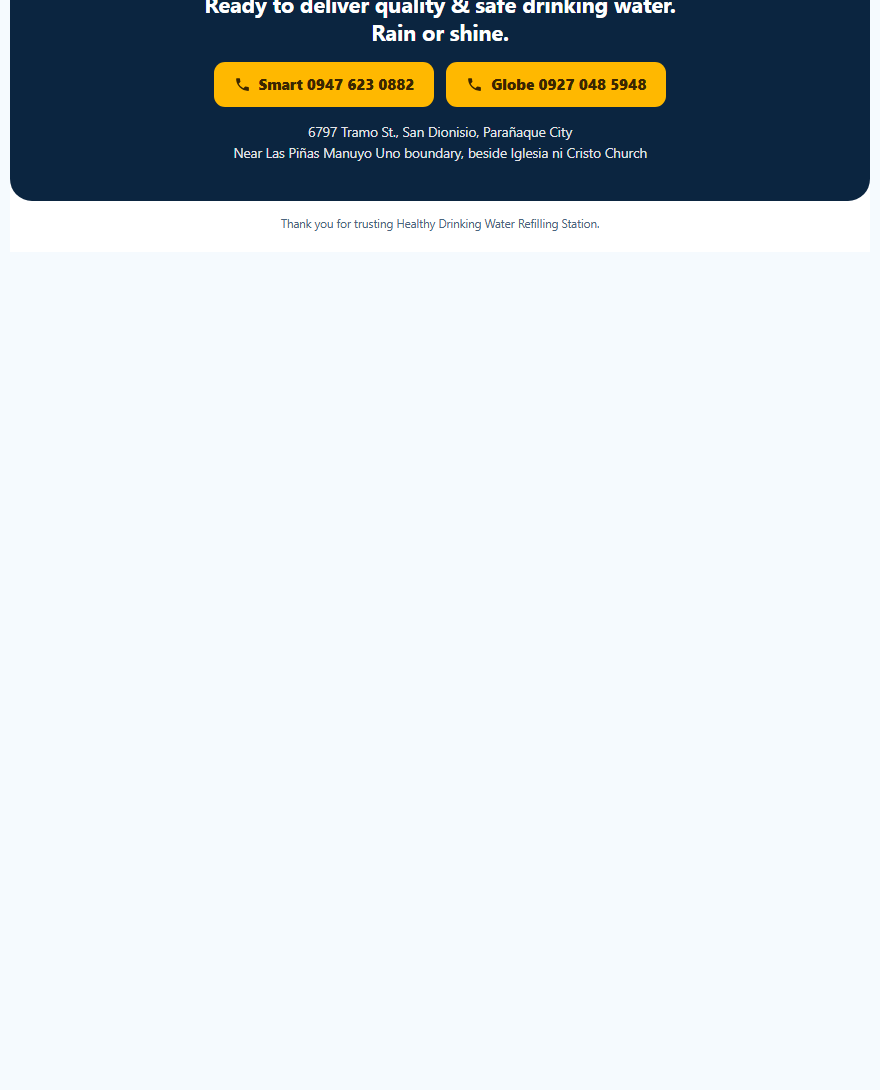 Ready to deliver quality & safe drinking water.
Rain or shine.
Smart 0947 623 0882
Globe 0927 048 5948
6797 Tramo St., San Dionisio, Parañaque City
Near Las Piñas Manuyo Uno boundary, beside Iglesia ni Cristo Church
Thank you for trusting Healthy Drinking Water Refilling Station.